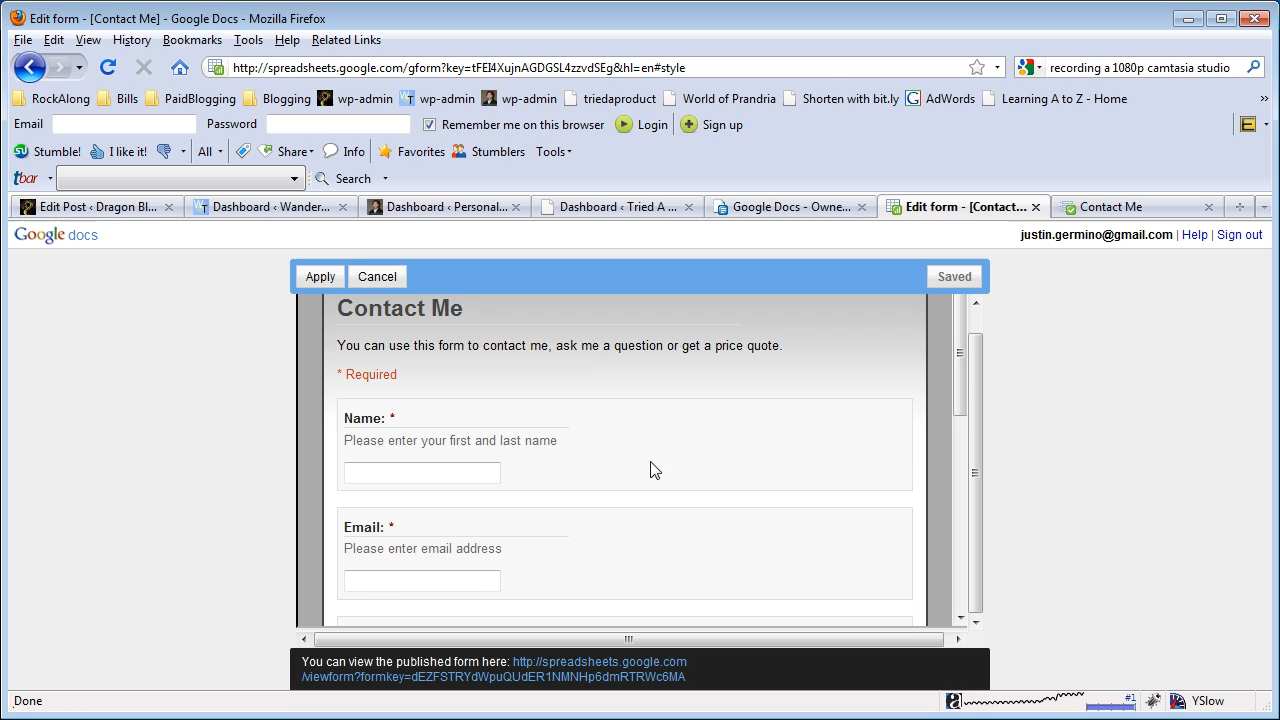 Edit form - [Contact Me] - Google Docs - Mozilla Firefox
File Edit View History Bookmarks Tools Help Related Links
http://spreadsheets.google.com/gform?key=tFEI4XujnAGDGSL4zzvdSEg&hl=en#style recording a 1080p camtasia studio
RockAlong Bills PaidBlogging Blogging wp-admin wp-admin wp-admin triedaproduct World of Prandria Shorten with bit.ly AdWords Learning A to Z - Home »
Email Password Remember me on this browser Login Sign up
Stumble! I like it! All Share Info Favorites Stumblers Tools
tbar Search
Edit Post ‹ Dragon Bl... Dashboard ‹ Wander... Dashboard ‹ Personal... Dashboard ‹ Tried A ... Google Docs - Owne... Edit form - [Contact... Contact Me
Google docs justin.germino@gmail.com | Help | Sign out
Apply Cancel Saved
Contact Me
You can use this form to contact me, ask me a question or get a price quote.
* Required
Name: *
Please enter your first and last name
Email: *
Please enter email address
You can view the published form here: http://spreadsheets.google.com
/viewform?formkey=dEZFSTRYdWpuQUdER1NMNHp6dmRTRWc6MA
Done a #1 YSlow